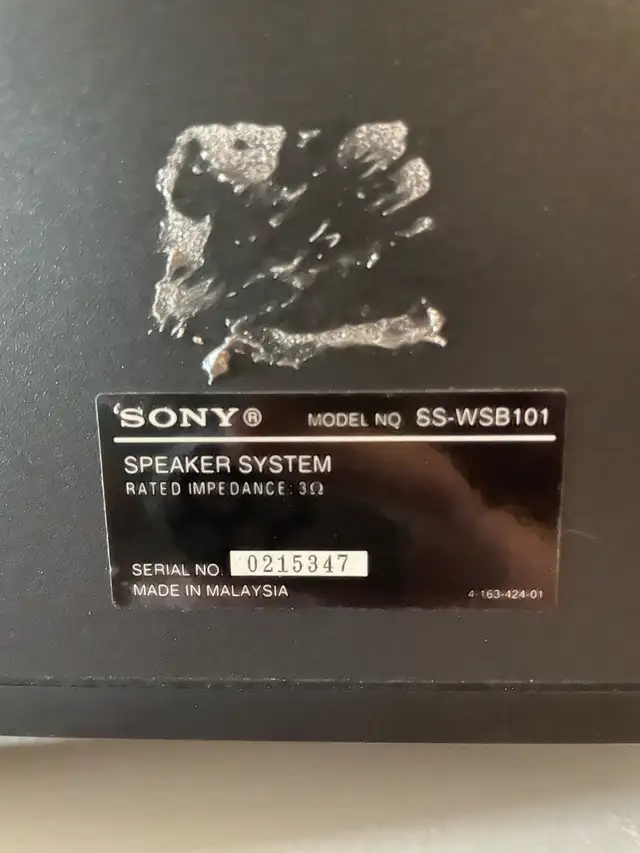 SONY® MODEL NO. SS-WSB101
SPEAKER SYSTEM
RATED IMPEDANCE: 3Ω
SERIAL NO. 0215347
MADE IN MALAYSIA 4-163-424-01